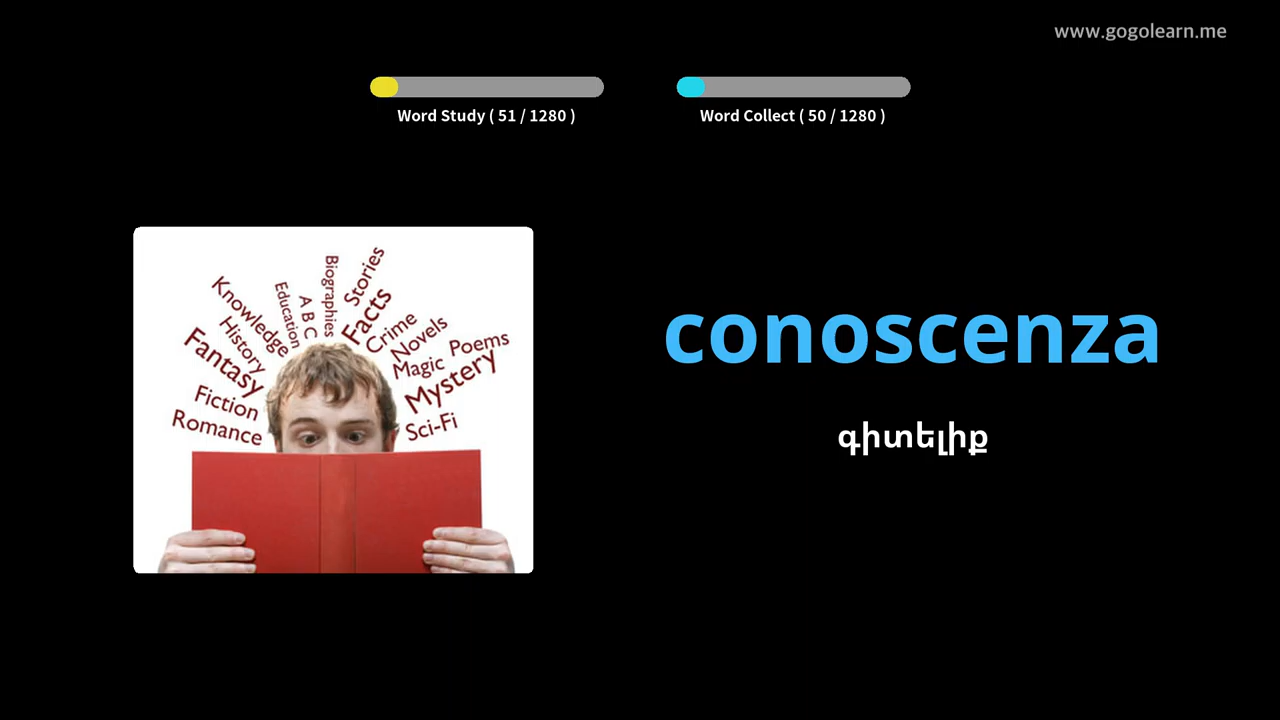 www.gogolearn.me
Word Study ( 51 / 1280 )
Word Collect ( 50 / 1280 )
Knowledge
Education
A B C
Biographies
Stories
Facts
Crime
Novels
Poems
Magic
Mystery
Sci-Fi
History
Fantasy
Fiction
Romance
conoscenza
գիտելիք